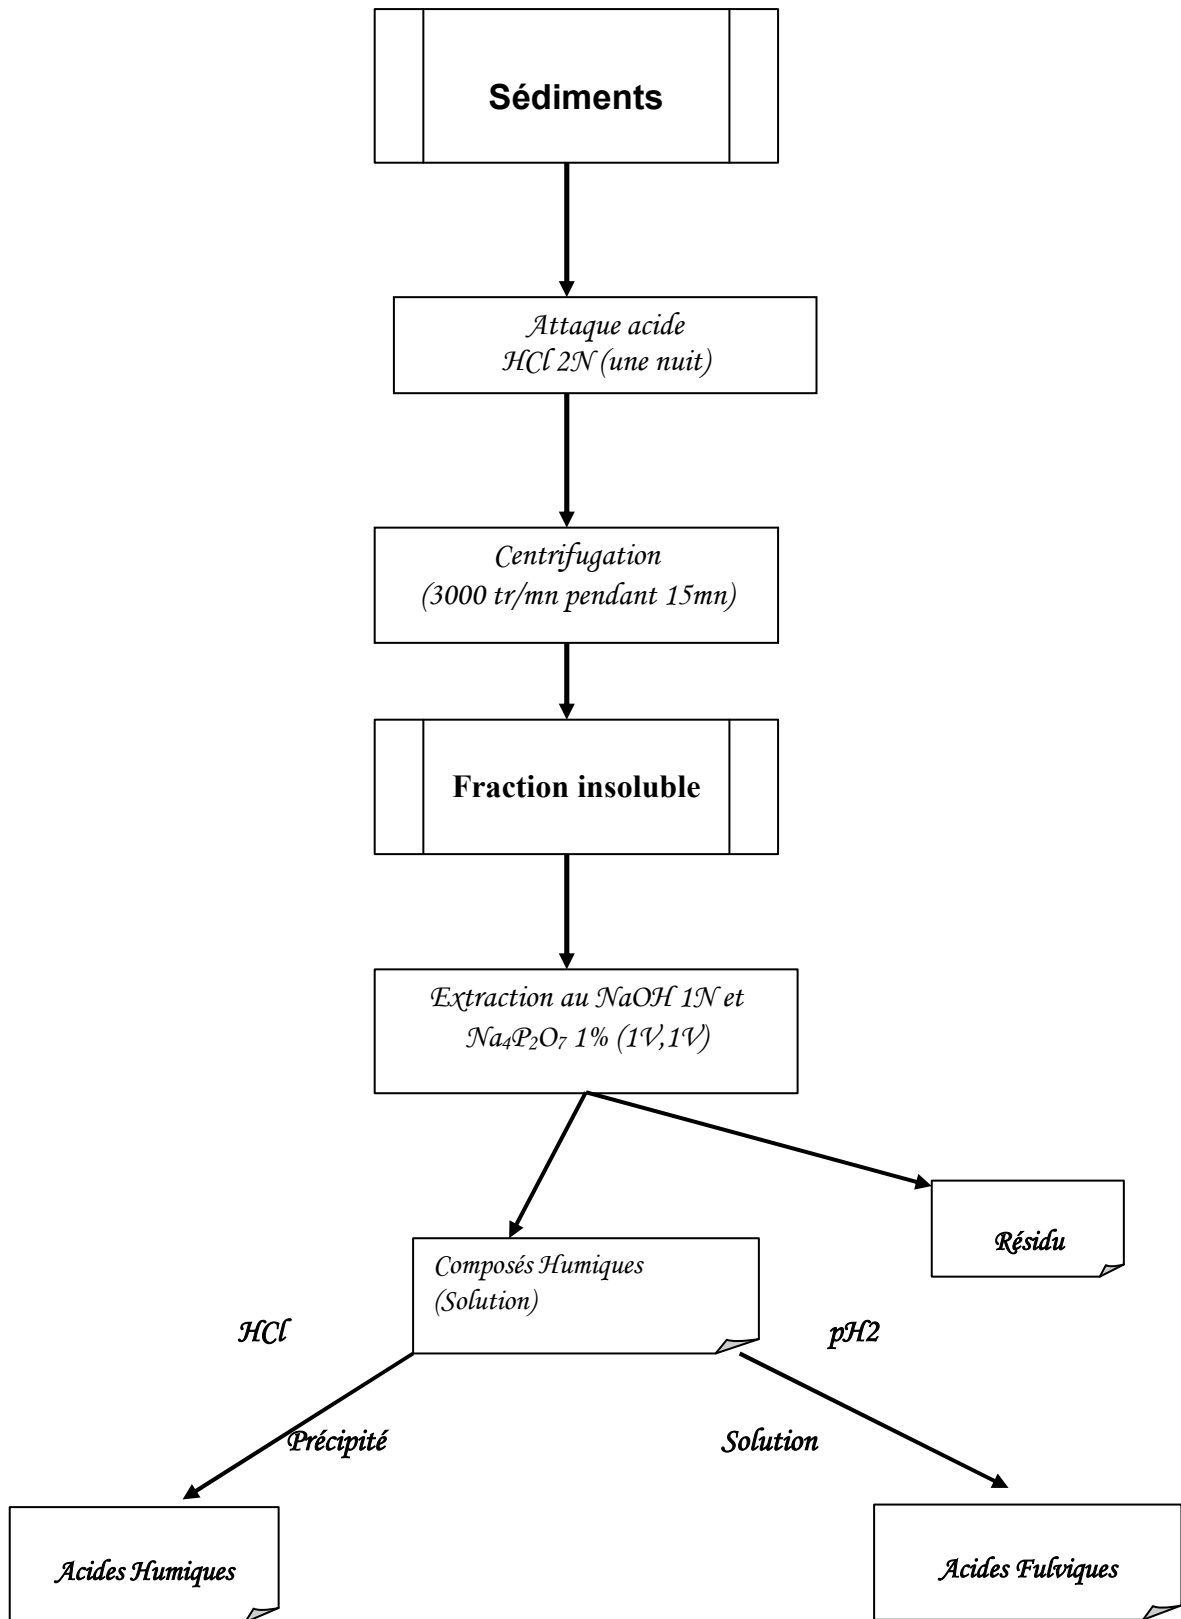 Sédiments
Attaque acide
HCl 2N (une nuit)
Centrifugation
(3000 tr/mn pendant 15mn)
Fraction insoluble
Extraction au NaOH 1N et
Na₄P₂O₇ 1% (1V,1V)
Résidu
Composés Humiques
(Solution)
HCl
pH2
Précipité
Solution
Acides Humiques
Acides Fulviques